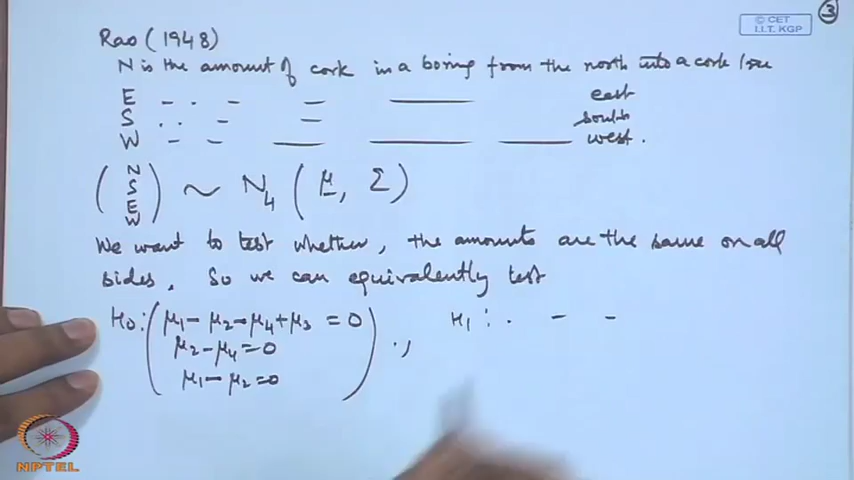 ③
© CET
I.I.T. KGP
Rao (1948)
N is the amount of cork in a boring from the north into a cork tree
E - . - — — east
S . . - — south
W - - — — — west.
( N S E W ) ~ N4 ( μ, Σ )
We want to test whether, the amounts are the same on all
sides. So we can equivalently test
H0: ( μ1 - μ2 - μ4 + μ3 = 0 ) . , H1 : . - -
μ2 - μ4 = 0
μ1 - μ2 = 0
NPTEL